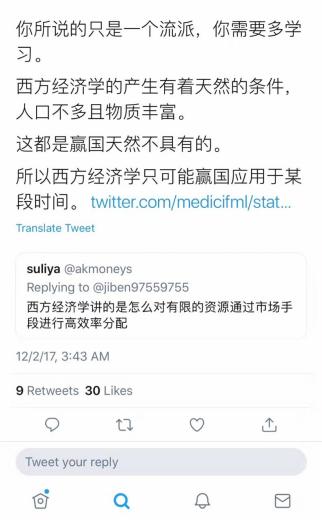 你所说的只是一个流派，你需要多学
习。
西方经济学的产生有着天然的条件，
人口不多且物质丰富。
这都是赢国天然不具有的。
所以西方经济学只可能赢国应用于某
段时间。 twitter.com/medicifml/stat...
Translate Tweet
suliya @akmoneys
Replying to @jiben97559755
西方经济学讲的是怎么对有限的资源通过市场手
段进行高效率分配
12/2/17, 3:43 AM
9 Retweets 30 Likes
Tweet your reply